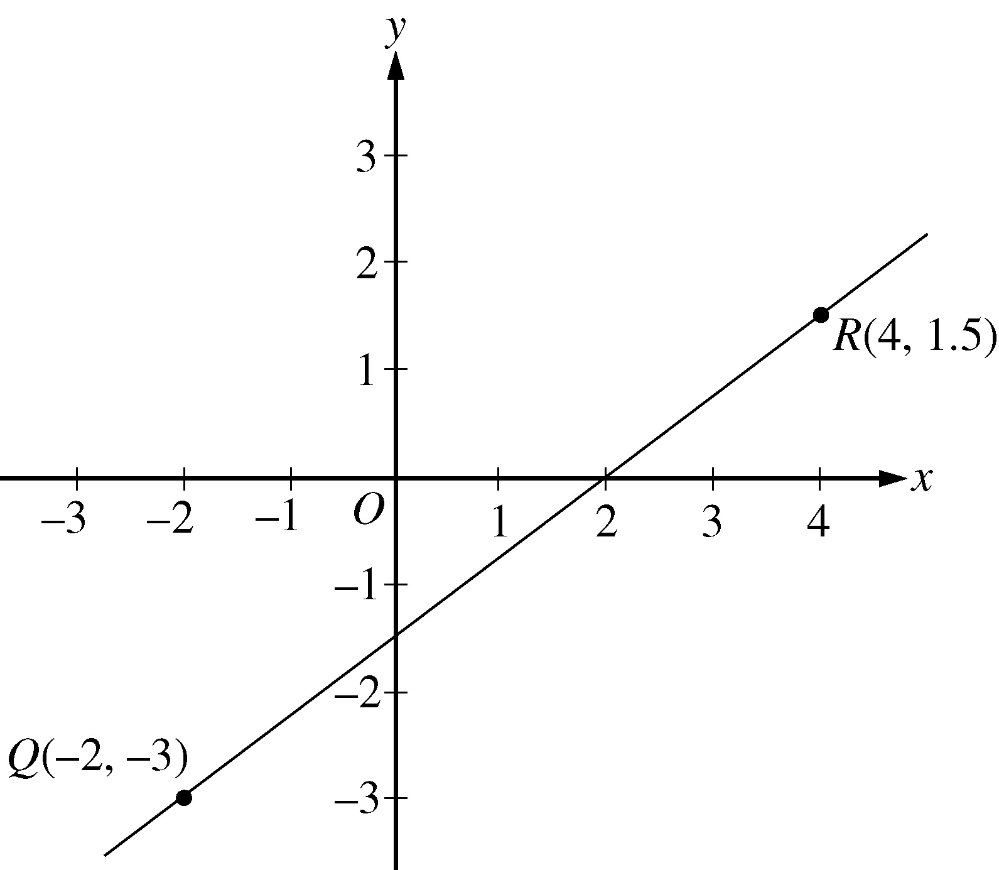 y
3
2
1
R(4, 1.5)
x
–3 –2 –1 O 1 2 3 4
–1
–2
Q(–2, –3)
–3